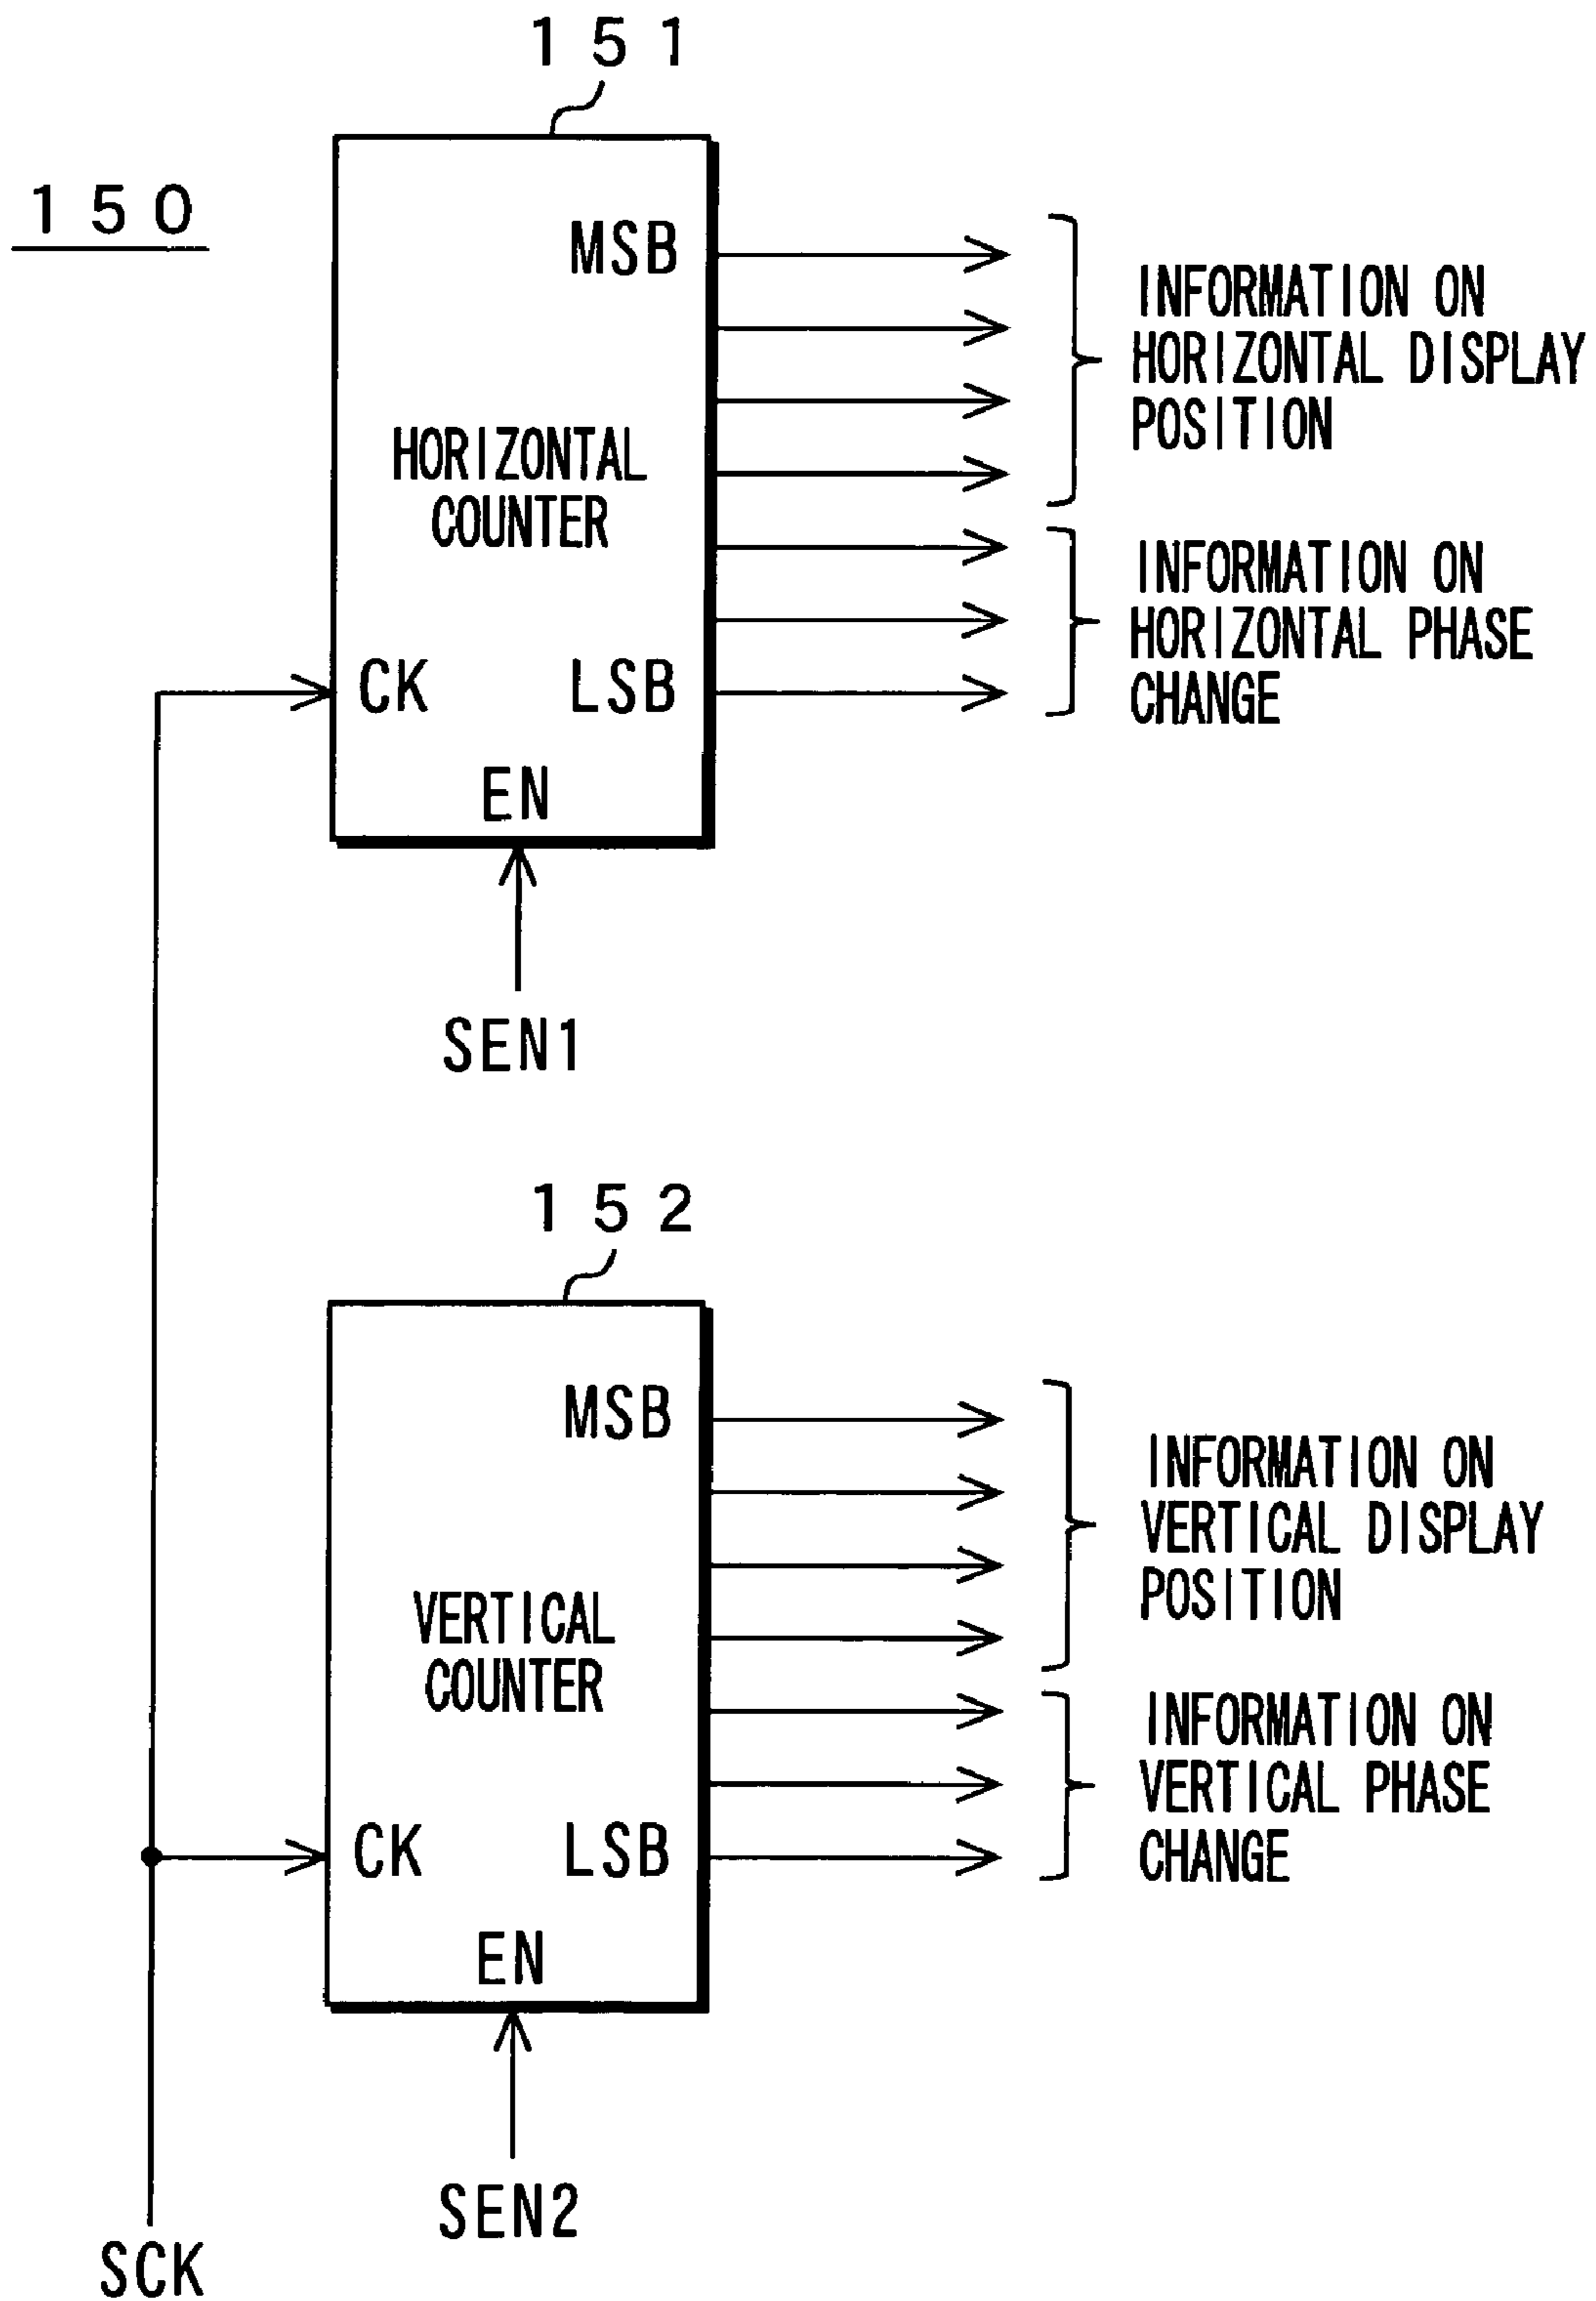 151
150
MSB
INFORMATION ON
HORIZONTAL DISPLAY
POSITION
HORIZONTAL
COUNTER
INFORMATION ON
HORIZONTAL PHASE
CHANGE
CK
LSB
EN
SEN1
152
MSB
INFORMATION ON
VERTICAL DISPLAY
POSITION
VERTICAL
COUNTER
INFORMATION ON
VERTICAL PHASE
CHANGE
CK
LSB
EN
SEN2
SCK